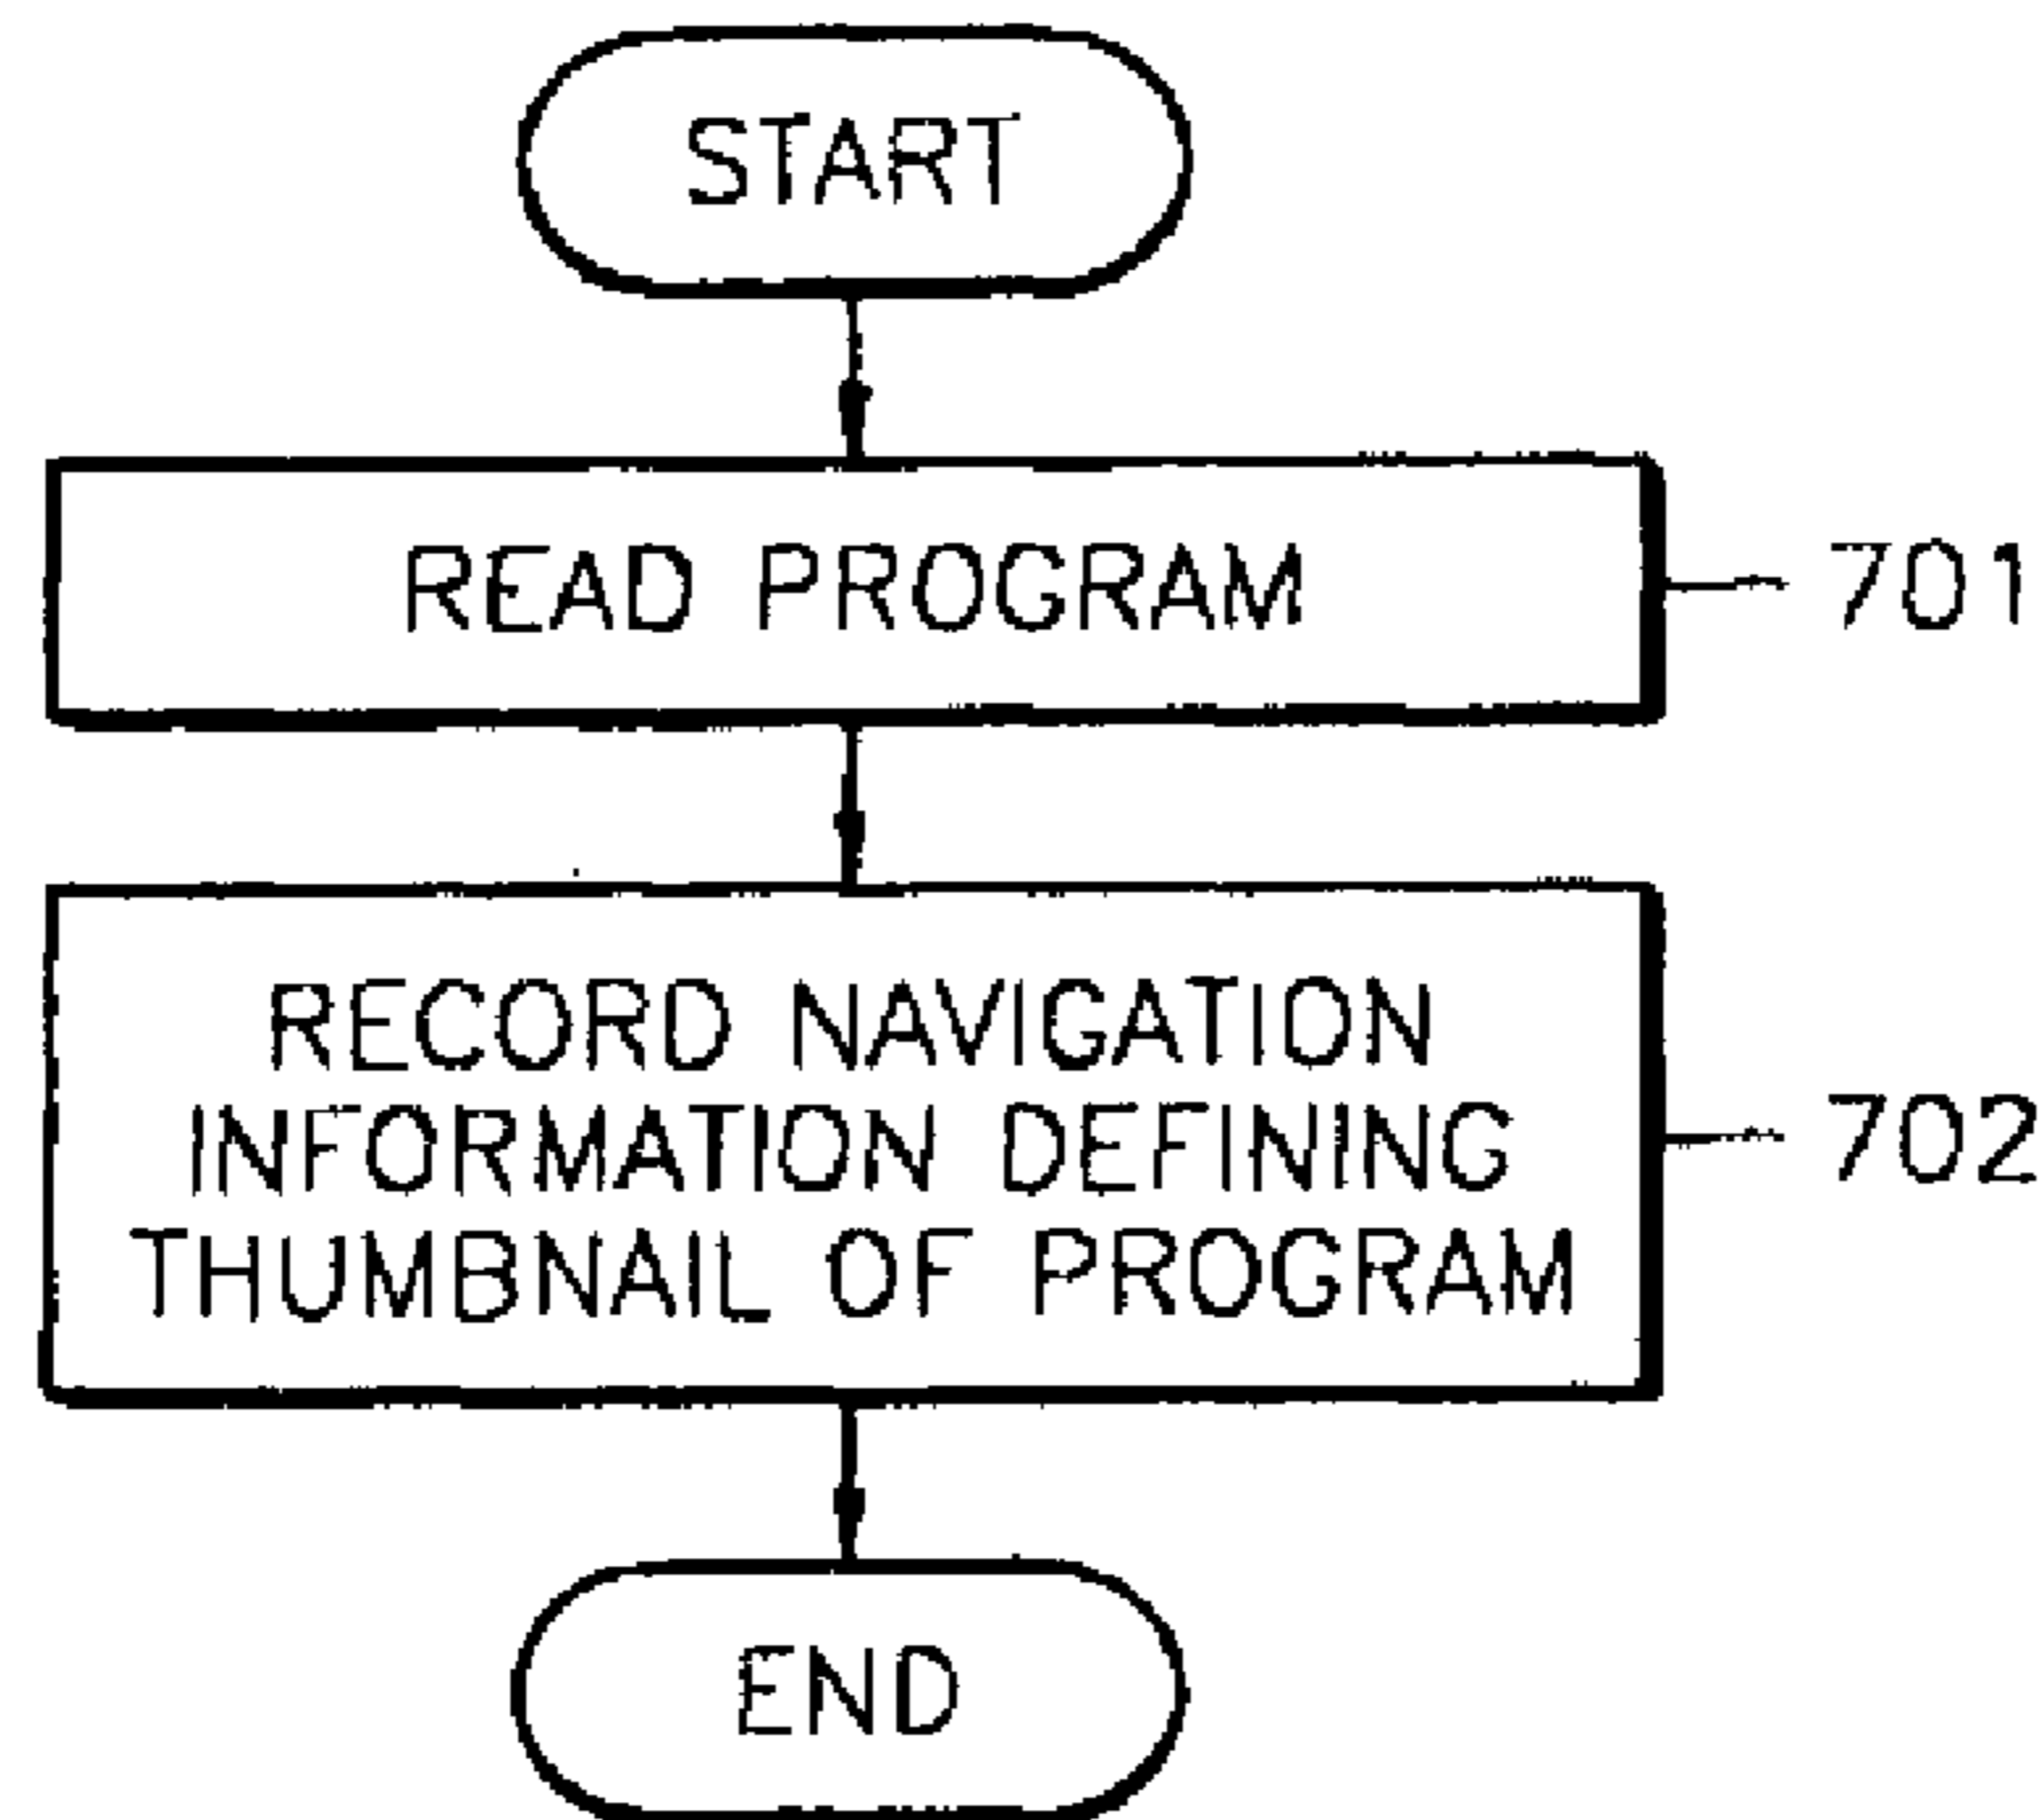 START
READ PROGRAM
701
RECORD NAVIGATION
INFORMATION DEFINING
THUMBNAIL OF PROGRAM
702
END